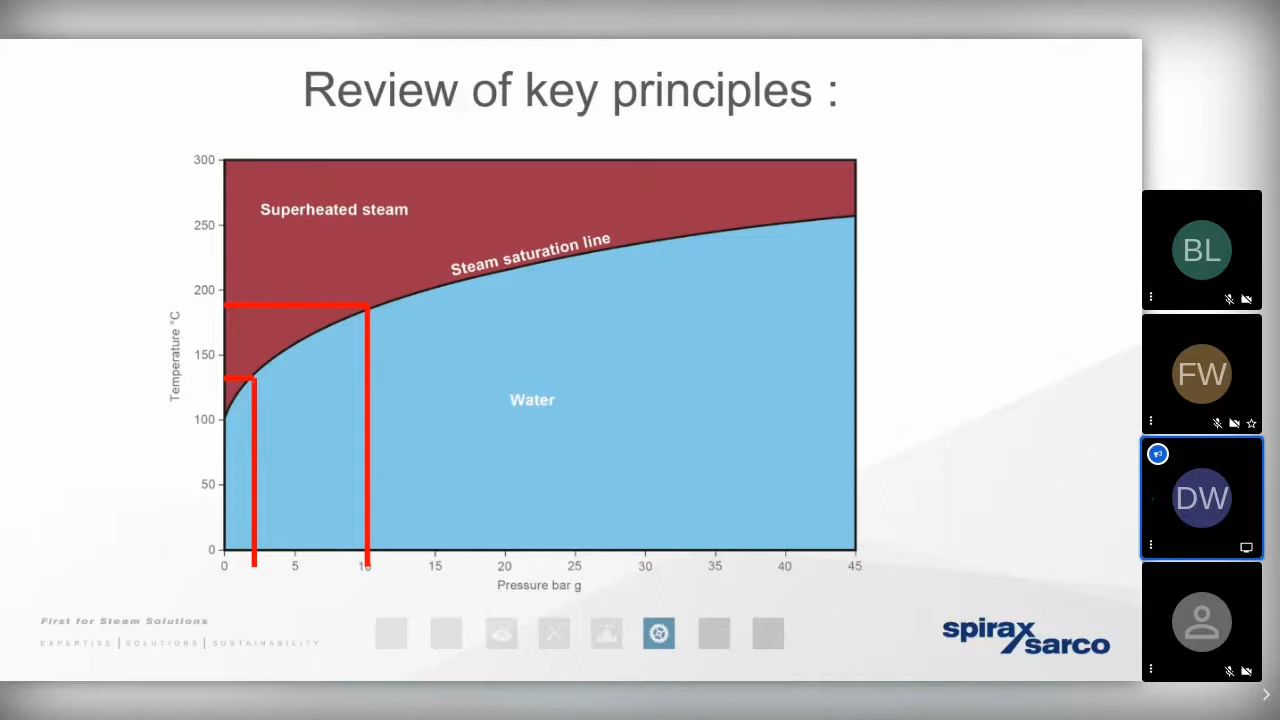 Review of key principles :
300
Superheated steam
250
Steam saturation line
200
Temperature °C
150
Water
100
50
0
0 5 10 15 20 25 30 35 40 45
Pressure bar g
First for Steam Solutions
EXPERTISE | SOLUTIONS | SUSTAINABILITY
spirax
sarco
BL
FW
DW